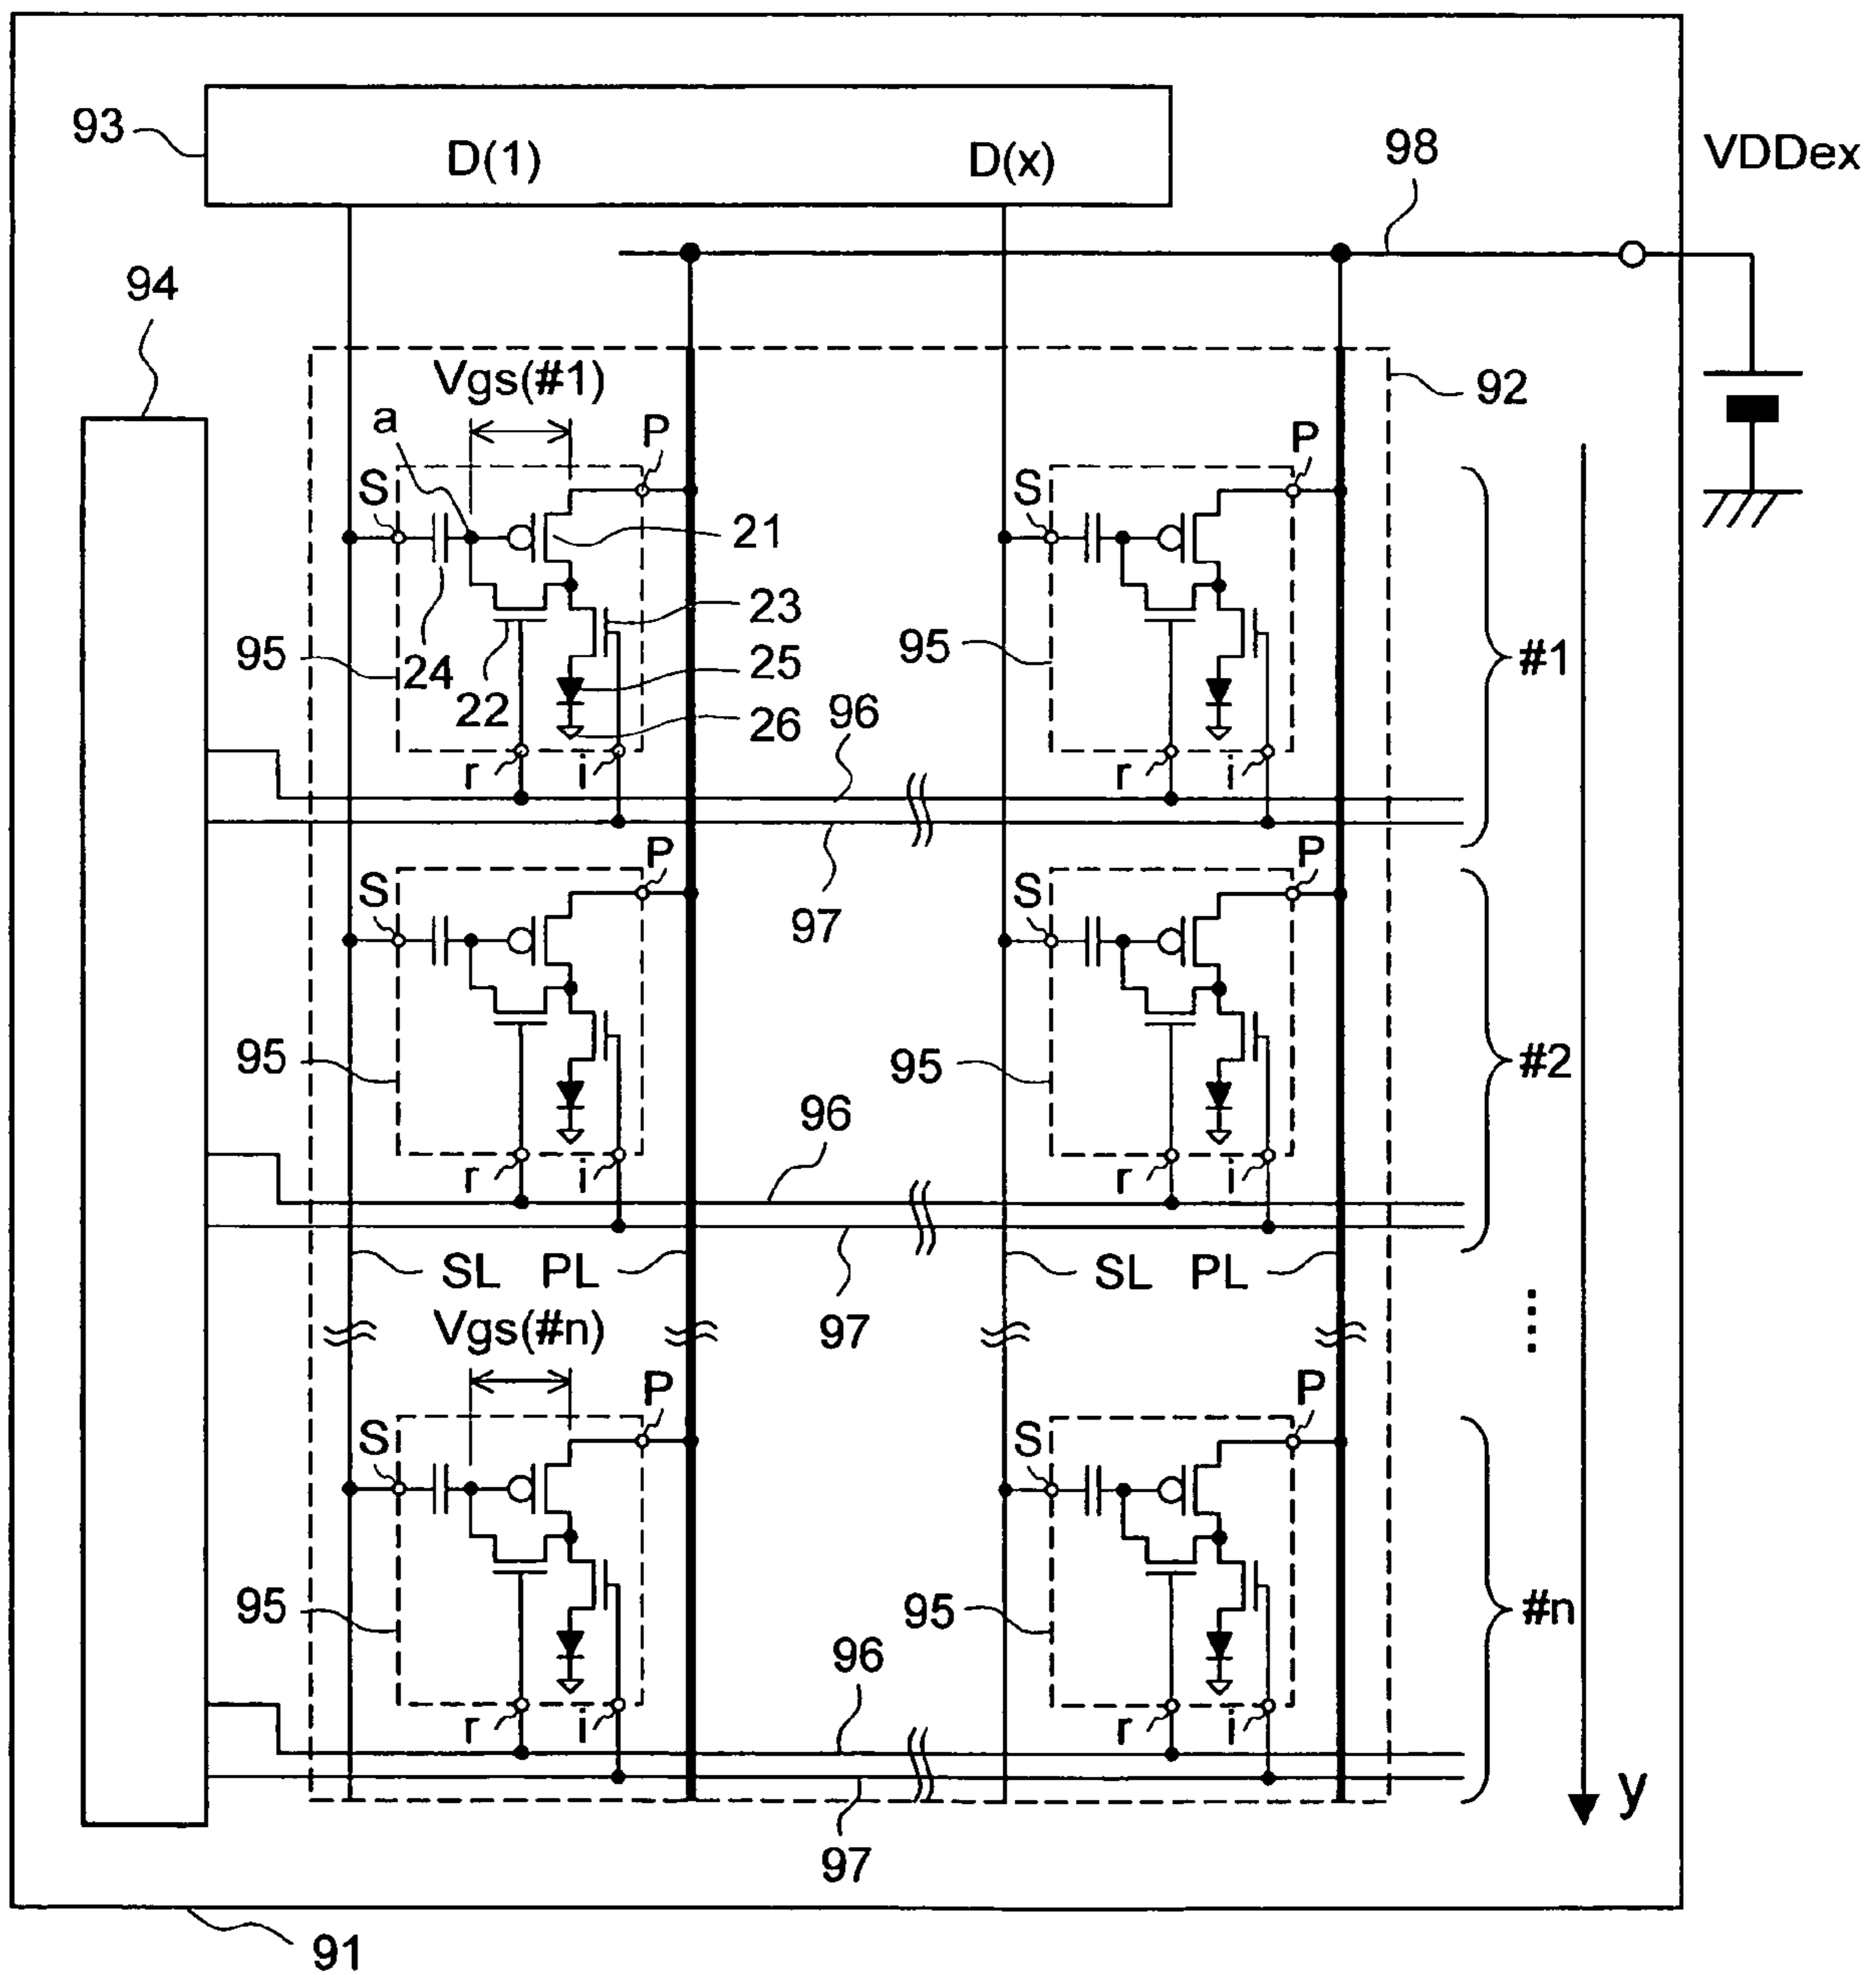 93
D(1)
D(x)
98
VDDex
94
Vgs(#1)
92
a
P
P
S
S
21
23
95
24
22
25
26
95
#1
96
r
i
r
i
97
P
P
S
S
95
95
#2
96
r
i
r
i
SL
PL
SL
PL
97
Vgs(#n)
P
P
S
S
95
95
#n
96
r
i
r
i
y
97
91